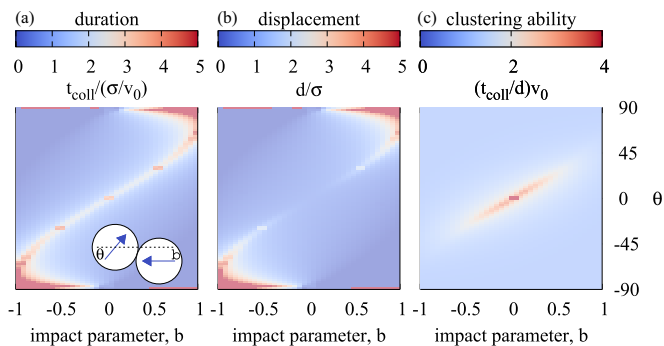 (a) duration (b) displacement (c) clustering ability
0 1 2 3 4 5 0 1 2 3 4 5 0 2 4
t_coll/(σ/v_0) d/σ (t_coll/d)v_0
90
45
0 θ
-45
-90
θ b
-1 -0.5 0 0.5 1 -1 -0.5 0 0.5 1 -1 -0.5 0 0.5 1
impact parameter, b impact parameter, b impact parameter, b